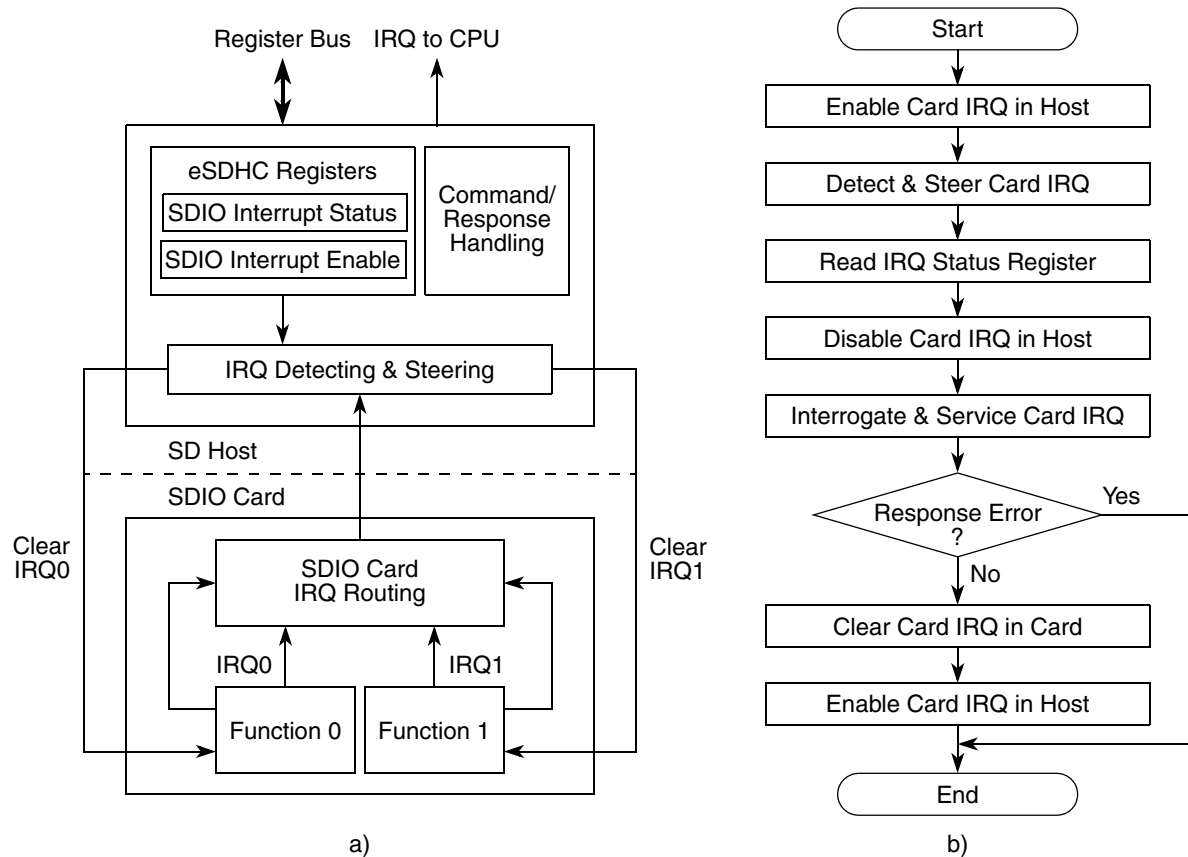 Register Bus
IRQ to CPU
eSDHC Registers
SDIO Interrupt Status
SDIO Interrupt Enable
Command/
Response
Handling
IRQ Detecting & Steering
SD Host
SDIO Card
Clear
IRQ0
Clear
IRQ1
SDIO Card
IRQ Routing
IRQ0
IRQ1
Function 0
Function 1
a)
Start
Enable Card IRQ in Host
Detect & Steer Card IRQ
Read IRQ Status Register
Disable Card IRQ in Host
Interrogate & Service Card IRQ
Response Error
?
Yes
No
Clear Card IRQ in Card
Enable Card IRQ in Host
End
b)